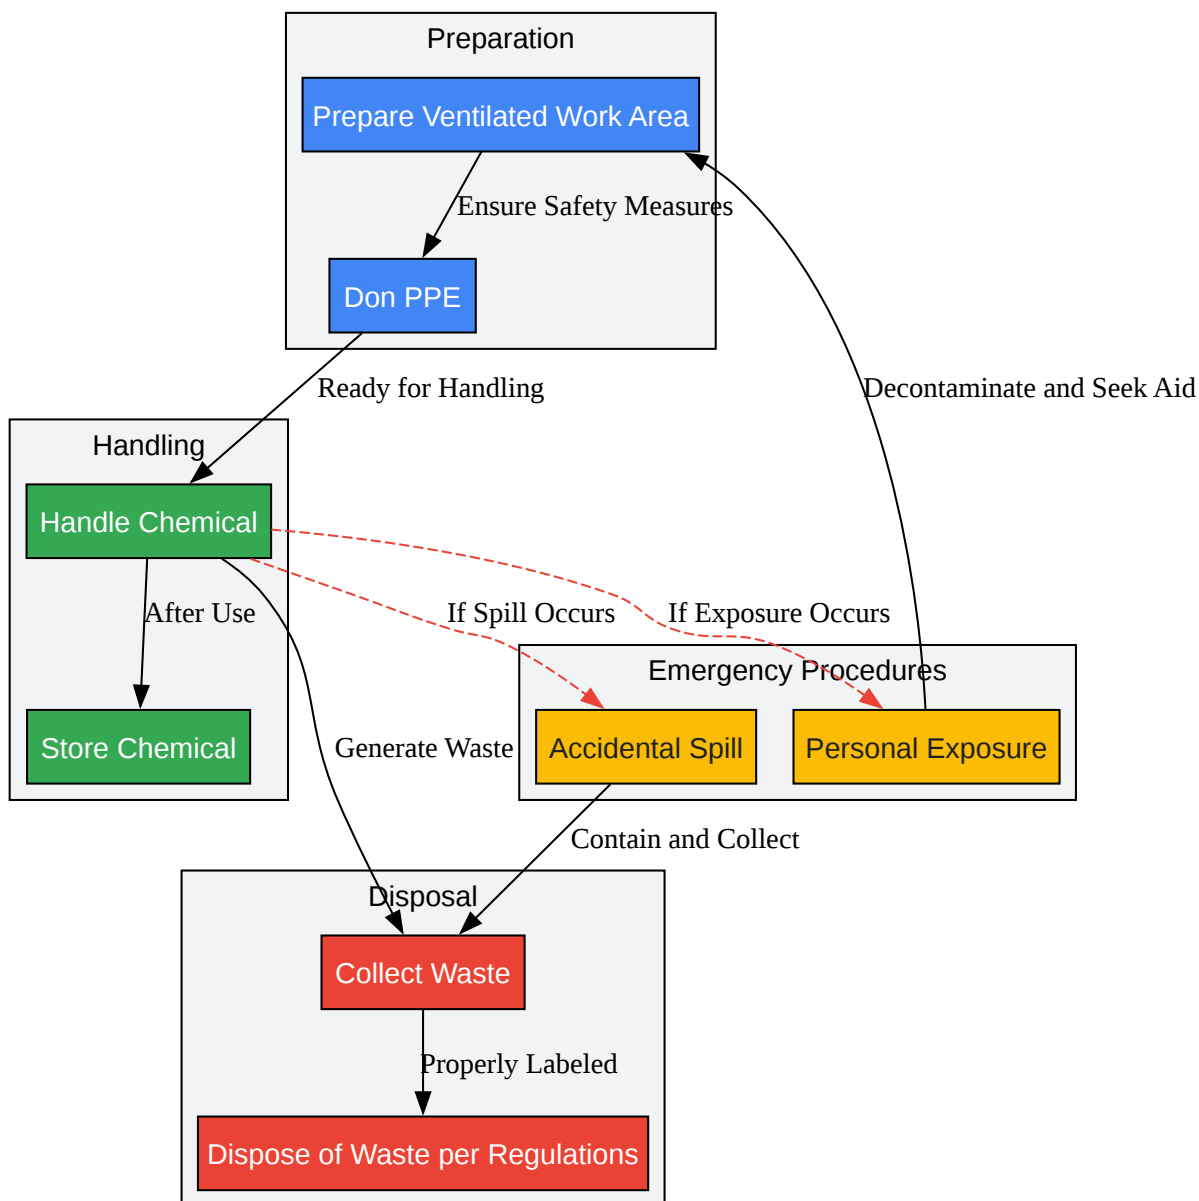 Preparation
Prepare Ventilated Work Area
Ensure Safety Measures
Don PPE
Ready for Handling
Decontaminate and Seek Aid
Handling
Handle Chemical
After Use
If Spill Occurs
If Exposure Occurs
Emergency Procedures
Store Chemical
Generate Waste
Accidental Spill
Personal Exposure
Contain and Collect
Disposal
Collect Waste
Properly Labeled
Dispose of Waste per Regulations